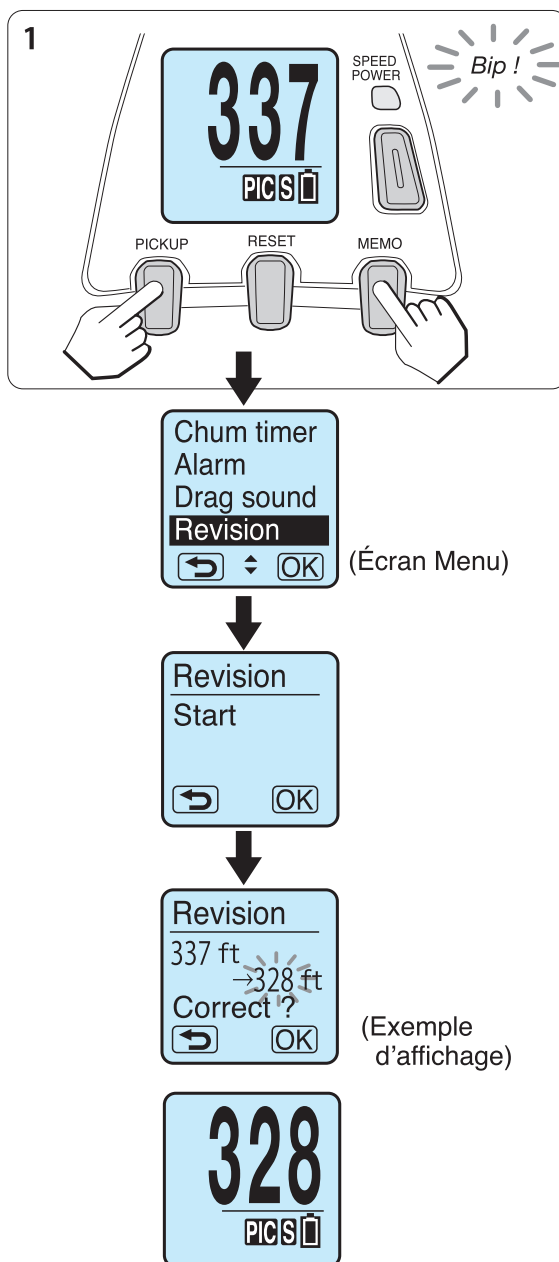 1
337
PIC S
SPEED
POWER
Bip !
PICKUP
RESET
MEMO
Chum timer
Alarm
Drag sound
Revision
OK
(Écran Menu)
Revision
Start
OK
Revision
337 ft
→328 ft
Correct ?
OK
(Exemple
d'affichage)
328
PIC S